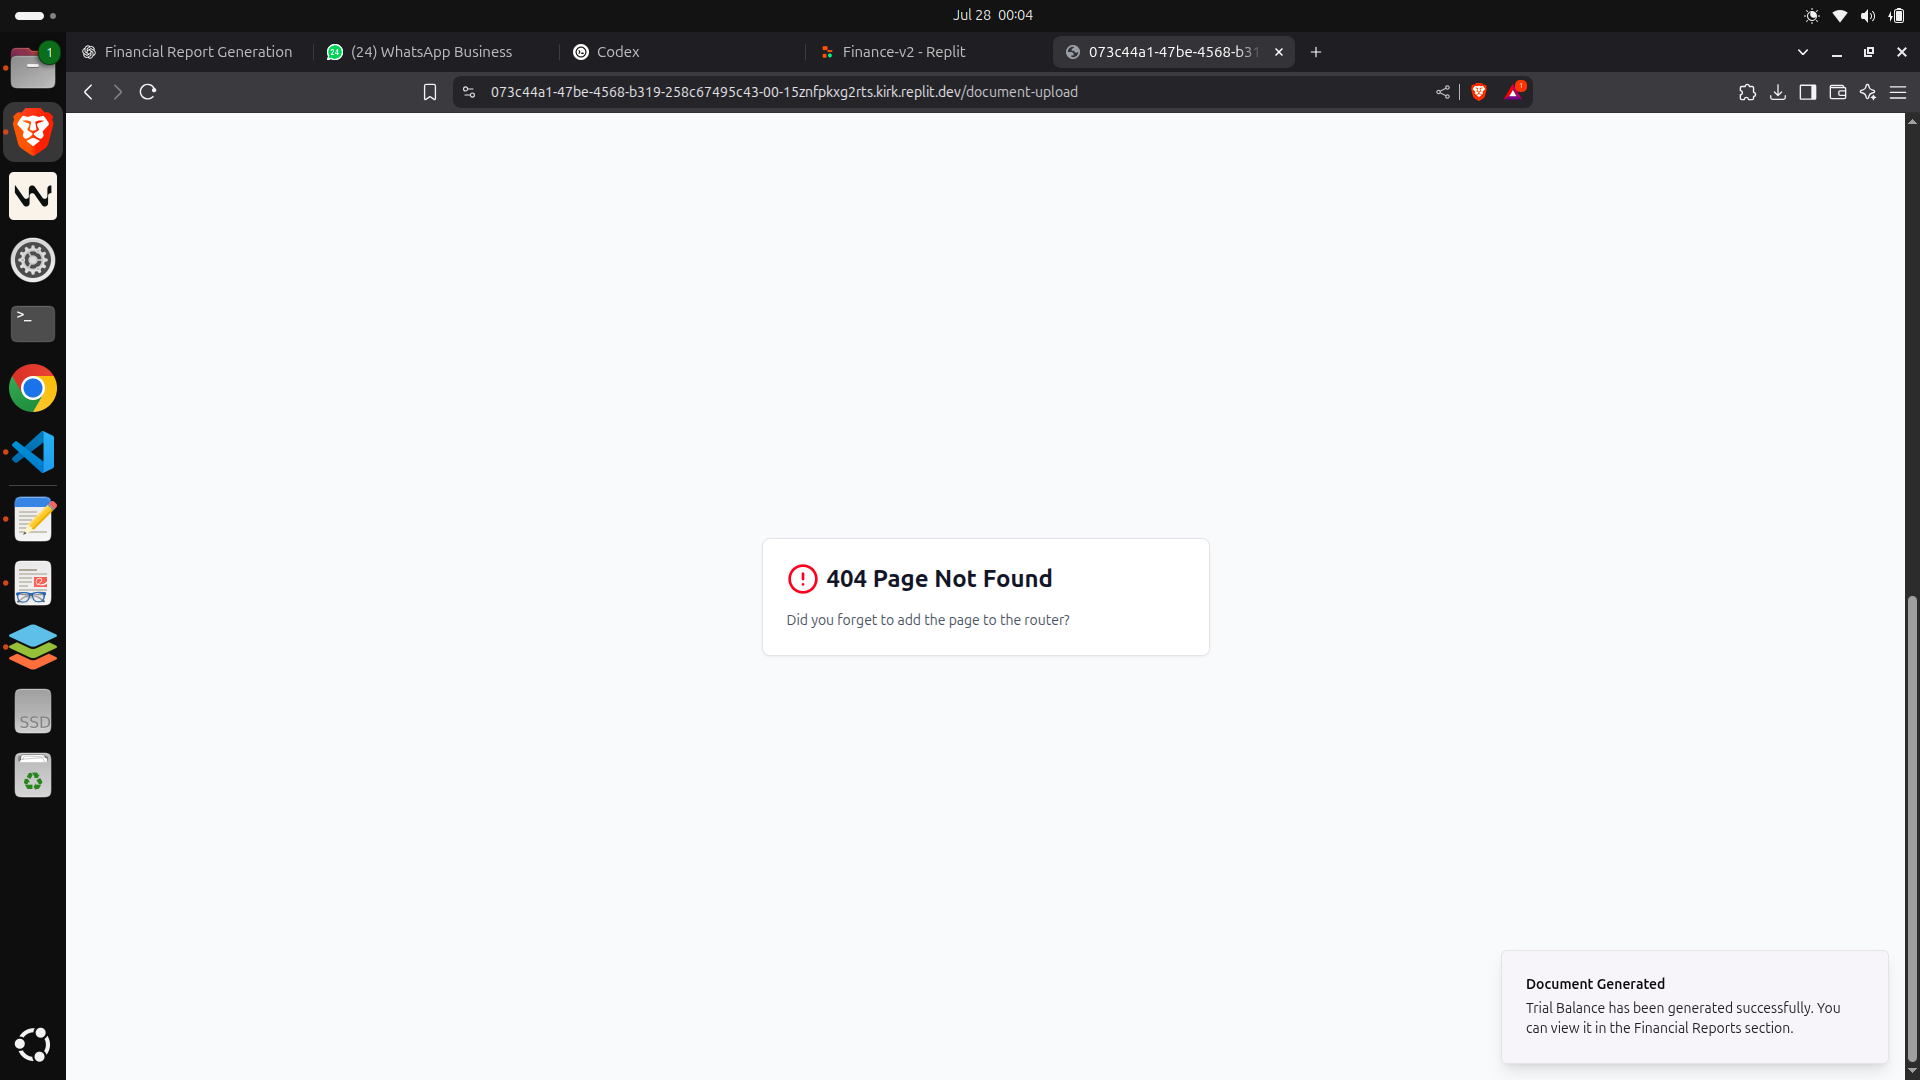 Jul 28 00:04
1
Financial Report Generation
24
(24) WhatsApp Business
Codex
Finance-v2 - Replit
073c44a1-47be-4568-b31
073c44a1-47be-4568-b319-258c67495c43-00-15znfpkxg2rts.kirk.replit.dev/document-upload
1
>_
SSD
404 Page Not Found
Did you forget to add the page to the router?
Document Generated
Trial Balance has been generated successfully. You
can view it in the Financial Reports section.